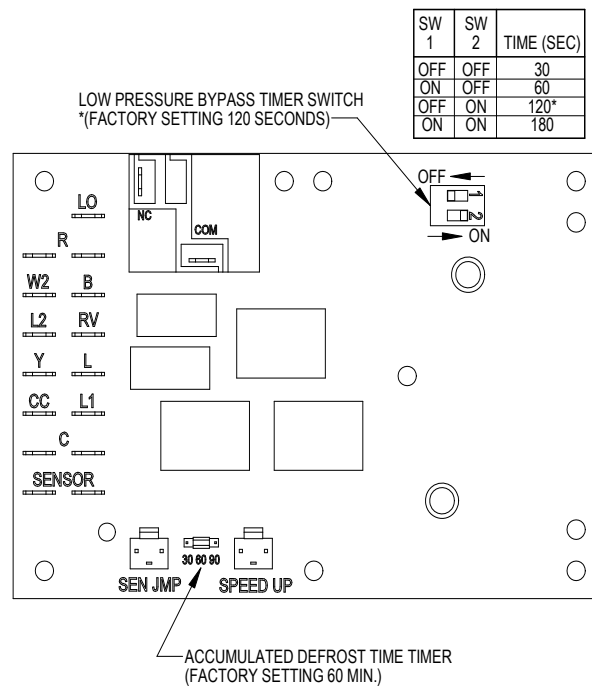 SW 1 SW 2 TIME (SEC)
OFF OFF 30
ON OFF 60
OFF ON 120*
ON ON 180
LOW PRESSURE BYPASS TIMER SWITCH
*(FACTORY SETTING 120 SECONDS)
OFF
1
2
ON
NC
COM
LO
R
W2 B
L2 RV
Y L
CC L1
C
SENSOR
30 60 90
SEN JMP SPEED UP
ACCUMULATED DEFROST TIME TIMER
(FACTORY SETTING 60 MIN.)